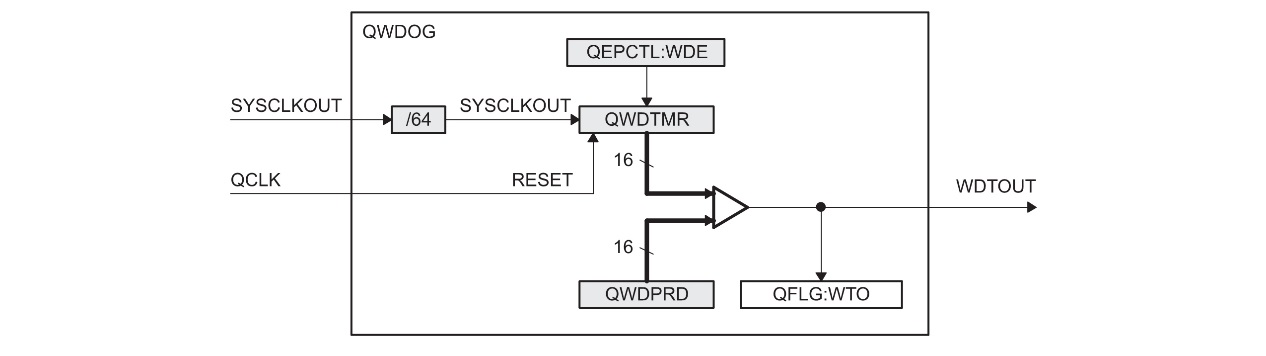 QWDOG
QEPCTL:WDE
SYSCLKOUT
/64
SYSCLKOUT
QWDTMR
16
QCLK
RESET
WDTOUT
16
QWDPRD
QFLG:WTO